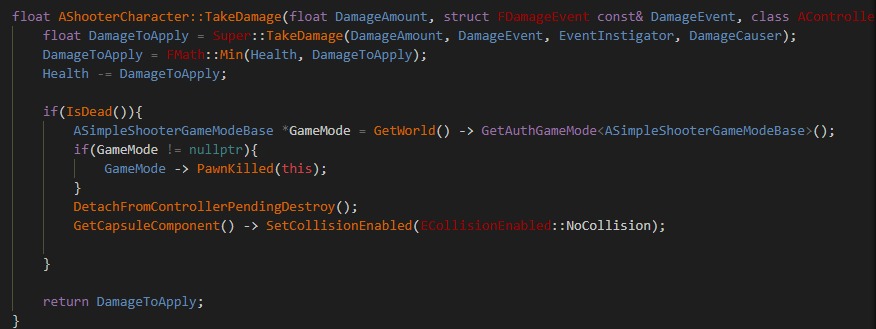 float AShooterCharacter::TakeDamage(float DamageAmount, struct FDamageEvent const& DamageEvent, class AControlle
float DamageToApply = Super::TakeDamage(DamageAmount, DamageEvent, EventInstigator, DamageCauser);
DamageToApply = FMath::Min(Health, DamageToApply);
Health -= DamageToApply;
if(IsDead()){
ASimpleShooterGameModeBase *GameMode = GetWorld() -> GetAuthGameMode<ASimpleShooterGameModeBase>();
if(GameMode != nullptr){
GameMode -> PawnKilled(this);
}
DetachFromControllerPendingDestroy();
GetCapsuleComponent() -> SetCollisionEnabled(ECollisionEnabled::NoCollision);
}
return DamageToApply;
}